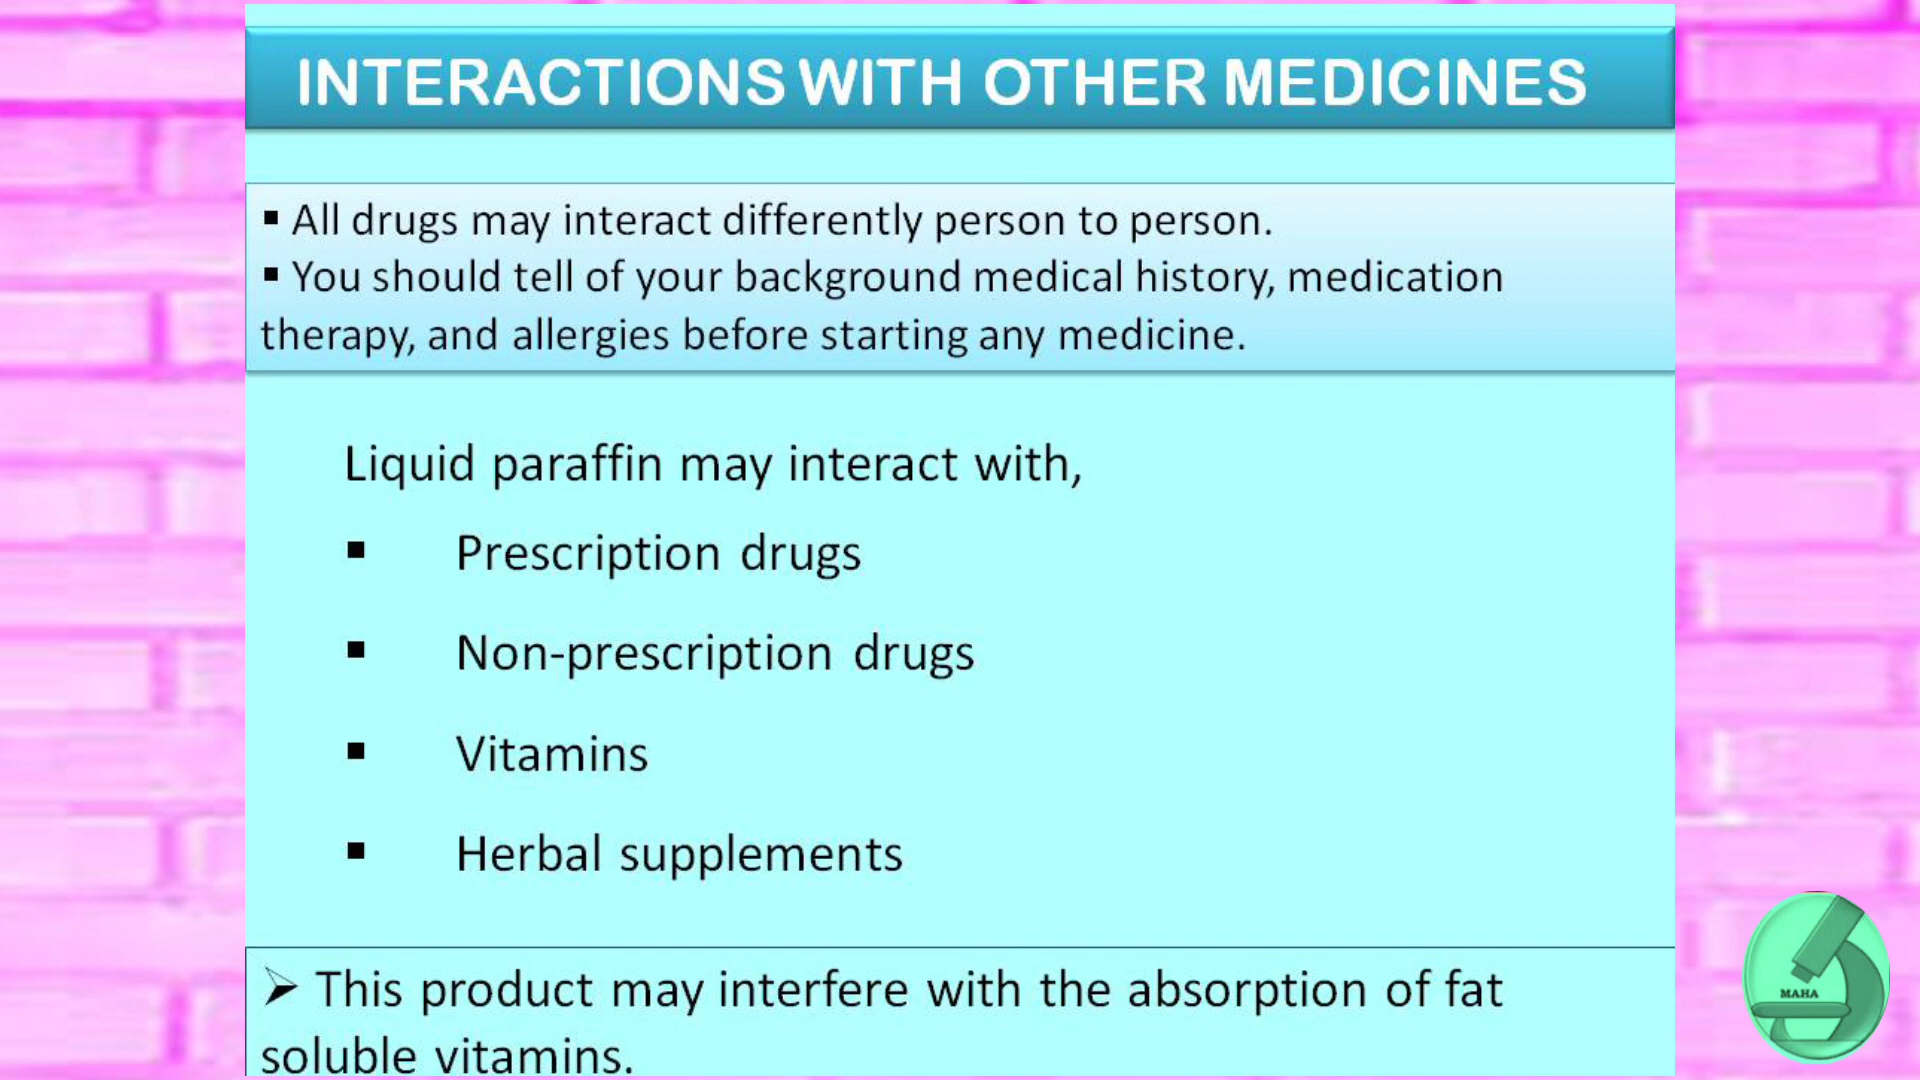 INTERACTIONS WITH OTHER MEDICINES
▪ All drugs may interact differently person to person.
▪ You should tell of your background medical history, medication
therapy, and allergies before starting any medicine.
Liquid paraffin may interact with,
▪ Prescription drugs
▪ Non-prescription drugs
▪ Vitamins
▪ Herbal supplements
➢ This product may interfere with the absorption of fat
soluble vitamins.
MAHA